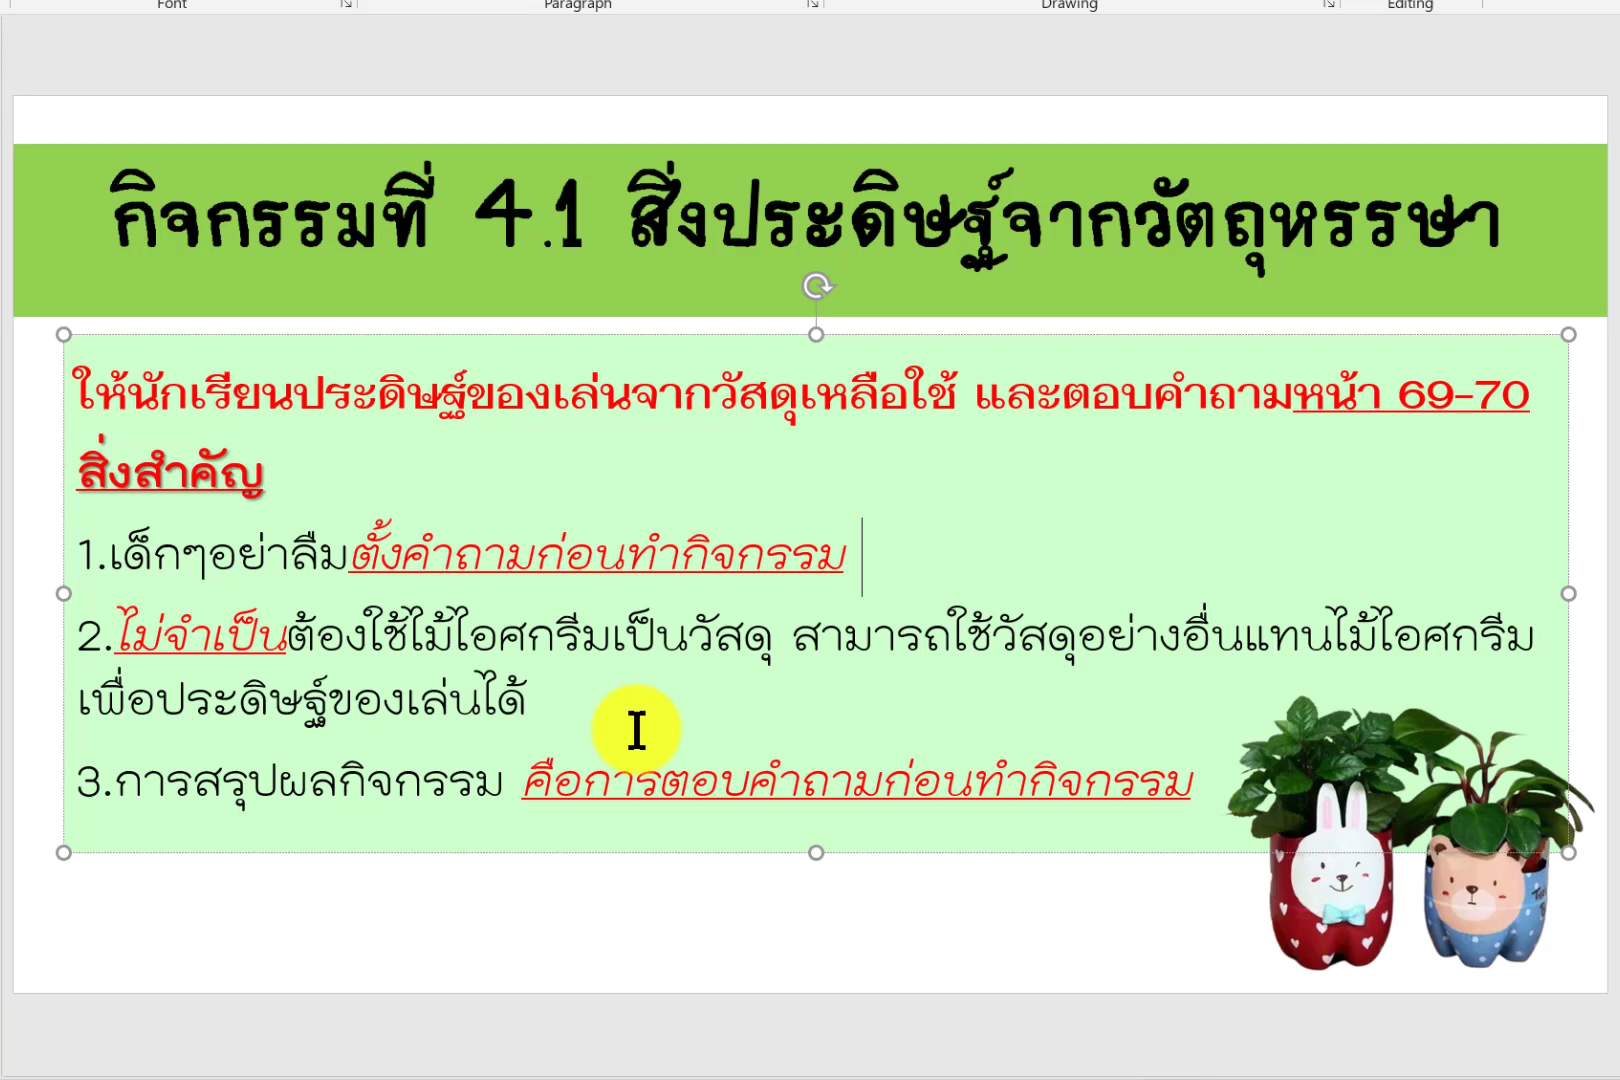 Font
Paragraph
Drawing
Editing
กิจกรรมที่ 4.1 สิ่งประดิษฐ์จากวัตถุหรรษา
ให้นักเรียนประดิษฐ์ของเล่นจากวัสดุเหลือใช้ และตอบคำถามหน้า 69-70
สิ่งสำคัญ
1.เด็กๆอย่าลืมตั้งคำถามก่อนทำกิจกรรม
2.ไม่จำเป็นต้องใช้ไม้ไอศกรีมเป็นวัสดุ สามารถใช้วัสดุอย่างอื่นแทนไม้ไอศกรีม
เพื่อประดิษฐ์ของเล่นได้
3.การสรุปผลกิจกรรม คือการตอบคำถามก่อนทำกิจกรรม